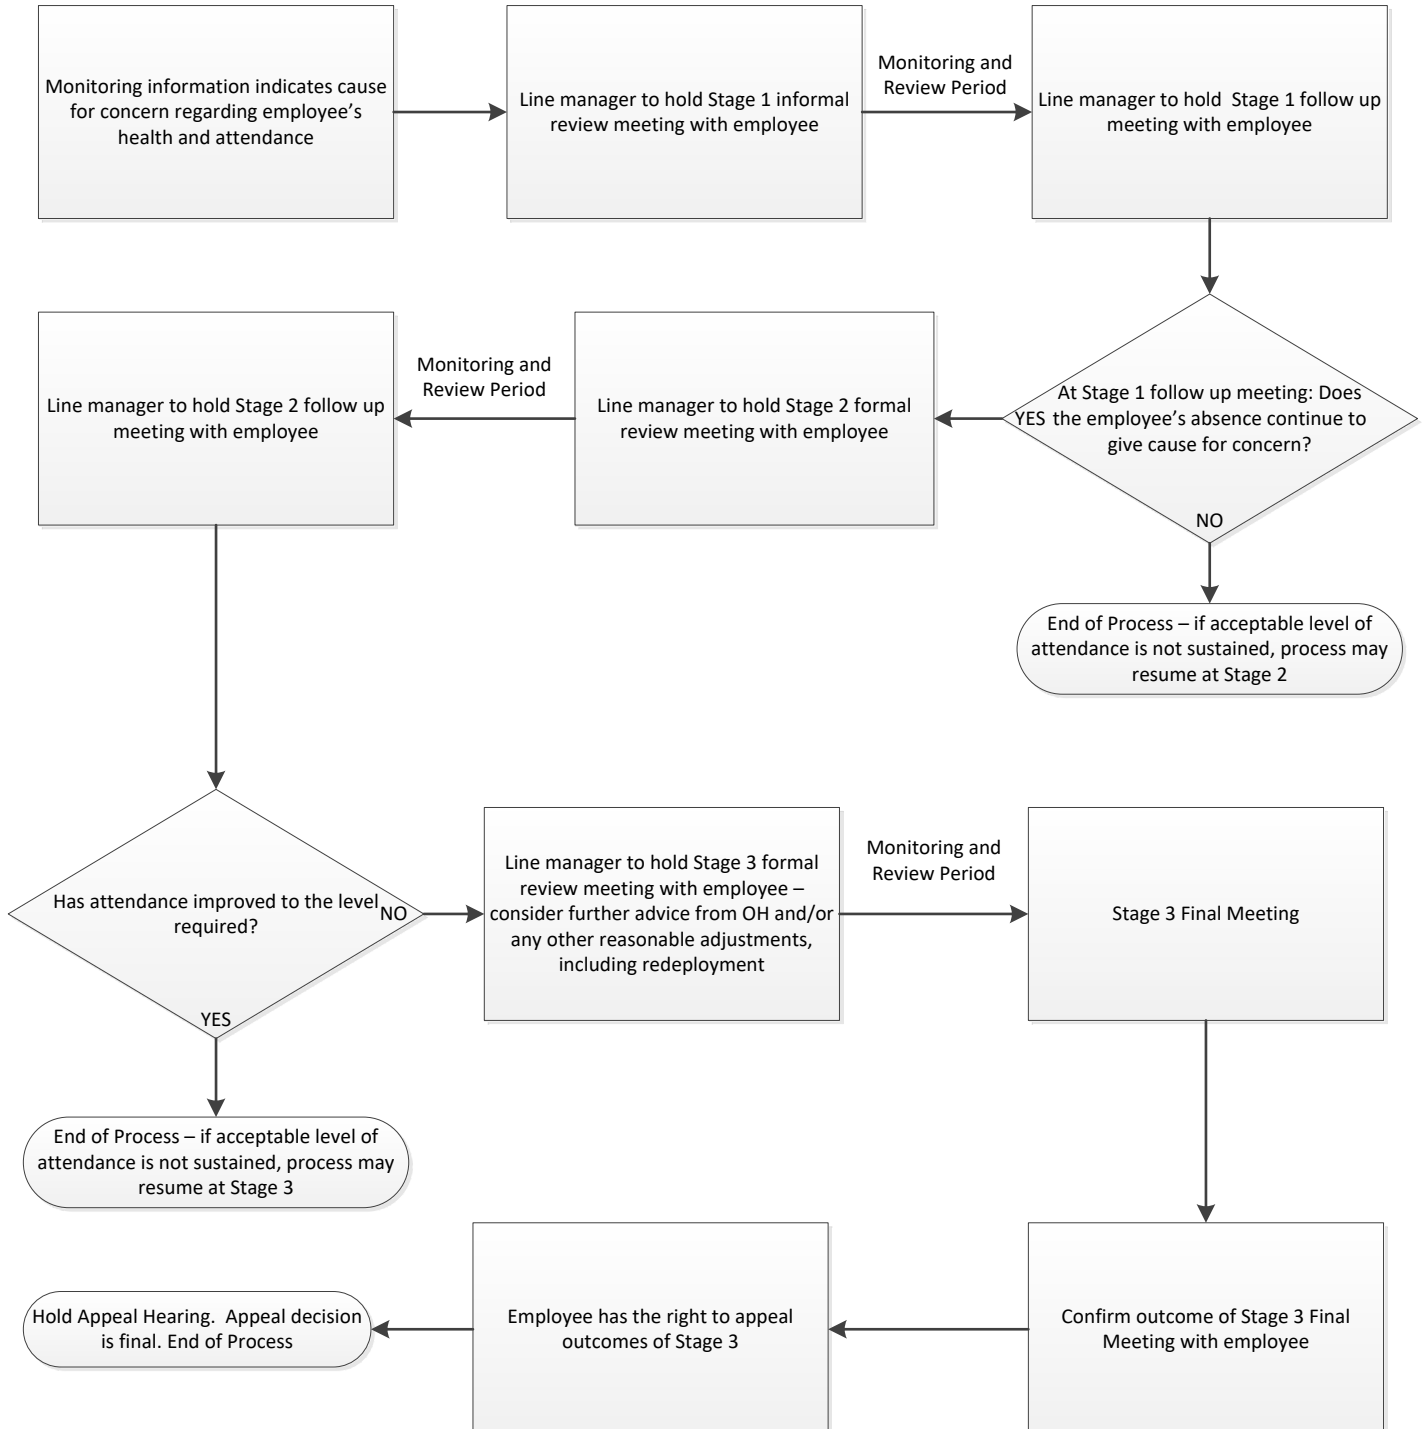 Monitoring information indicates cause
for concern regarding employee’s
health and attendance
Line manager to hold Stage 1 informal
review meeting with employee
Monitoring and
Review Period
Line manager to hold  Stage 1 follow up
meeting with employee
At Stage 1 follow up meeting: Does
the employee’s absence continue to
give cause for concern?
YES
NO
End of Process – if acceptable level of
attendance is not sustained, process may
resume at Stage 2
Line manager to hold Stage 2 formal
review meeting with employee
Monitoring and
Review Period
Line manager to hold Stage 2 follow up
meeting with employee
Has attendance improved to the level
required?
NO
YES
End of Process – if acceptable level of
attendance is not sustained, process may
resume at Stage 3
Line manager to hold Stage 3 formal
review meeting with employee –
consider further advice from OH and/or
any other reasonable adjustments,
including redeployment
Monitoring and
Review Period
Stage 3 Final Meeting
Confirm outcome of Stage 3 Final
Meeting with employee
Employee has the right to appeal
outcomes of Stage 3
Hold Appeal Hearing.  Appeal decision
is final. End of Process